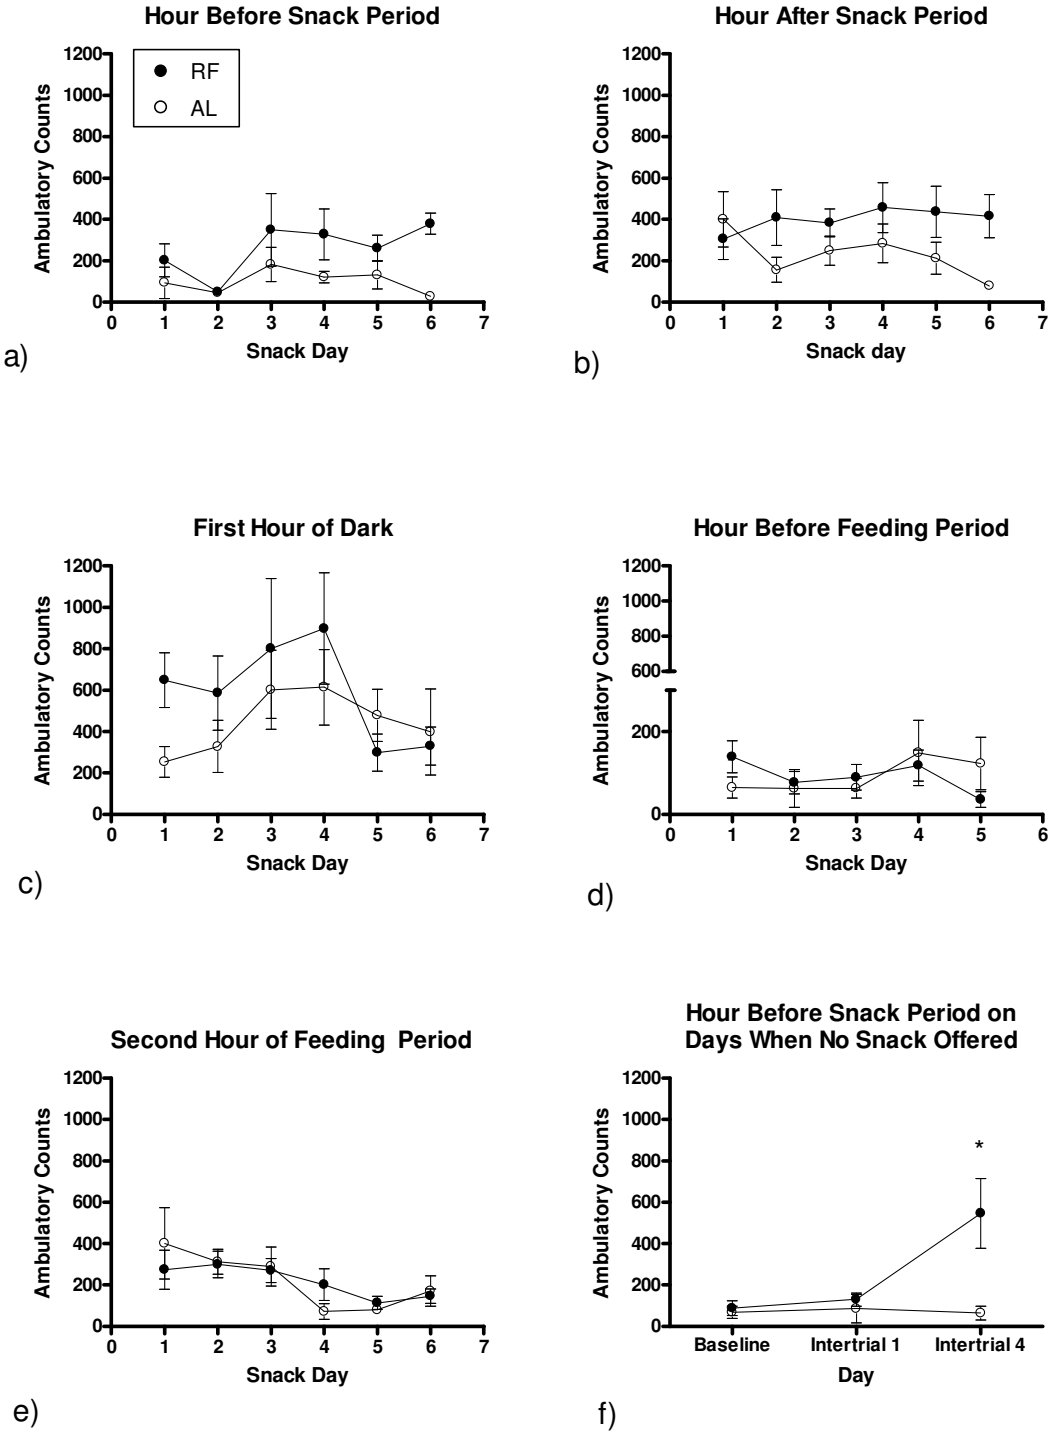 Hour Before Snack Period
1200
1000
800
600
400
200
0
Ambulatory Counts
RF
AL
0 1 2 3 4 5 6 7
Snack Day
a)
Hour After Snack Period
1200
1000
800
600
400
200
0
Ambulatory Counts
0 1 2 3 4 5 6 7
Snack day
b)
First Hour of Dark
1200
1000
800
600
400
200
0
Ambulatory Counts
0 1 2 3 4 5 6 7
Snack Day
c)
Hour Before Feeding Period
1200
1000
800
600
200
0
Ambulatory Counts
0 1 2 3 4 5 6
Snack Day
d)
Second Hour of Feeding Period
1200
1000
800
600
400
200
0
Ambulatory Counts
0 1 2 3 4 5 6 7
Snack Day
e)
Hour Before Snack Period on
Days When No Snack Offered
1200
1000
800
600
400
200
0
Ambulatory Counts
*
Baseline Intertrial 1 Intertrial 4
Day
f)